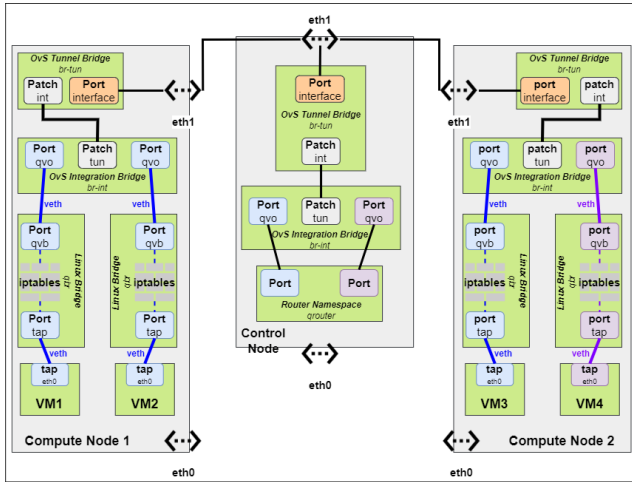 eth1
OvS Tunnel Bridge
br-tun
Patch
int
Port
interface
eth1
Port
qvo
Patch
tun
Port
qvo
OvS Integration Bridge
br-int
veth
veth
Port
qvb
Linux Bridge
iptables
Port
tap
veth
tap
eth0
VM1
Port
qvb
Linux Bridge
iptables
Port
tap
veth
tap
eth0
VM2
Compute Node 1
eth0
Port
interface
OvS Tunnel Bridge
br-tun
Patch
int
Port
qvo
Patch
tun
Port
qvo
OvS Integration Bridge
br-int
Port
Port
Router Namespace
qrouter
Control
Node
eth0
OvS Tunnel Bridge
br-tun
port
interface
patch
int
eth1
port
qvo
patch
tun
port
qvo
OvS Integration Bridge
br-int
veth
veth
port
qvb
Linux Bridge
iptables
port
tap
veth
tap
eth0
VM3
port
qvb
Linux Bridge
iptables
port
tap
veth
tap
eth0
VM4
Compute Node 2
eth0